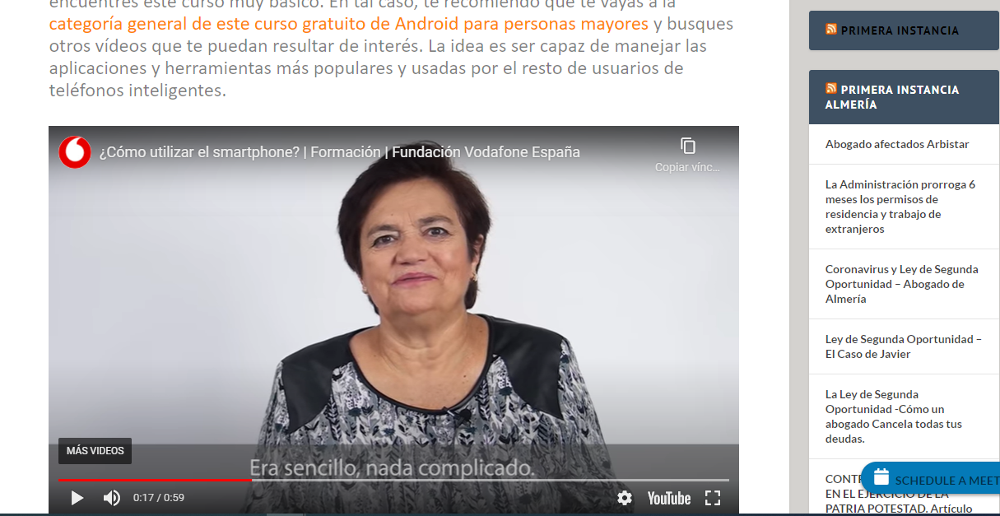 encuentres este curso muy básico. En tal caso, te recomiendo que te vayas a la
categoría general de este curso gratuito de Android para personas mayores y busques
otros vídeos que te puedan resultar de interés. La idea es ser capaz de manejar las
aplicaciones y herramientas más populares y usadas por el resto de usuarios de
teléfonos inteligentes.
¿Cómo utilizar el smartphone? | Formación | Fundación Vodafone España
Copiar vínc...
MÁS VIDEOS
Era sencillo, nada complicado.
0:17 / 0:59
YouTube
PRIMERA INSTANCIA
PRIMERA INSTANCIA
ALMERÍA
Abogado afectados Arbistar
La Administración prorroga 6
meses los permisos de
residencia y trabajo de
extranjeros
Coronavirus y Ley de Segunda
Oportunidad – Abogado de
Almería
Ley de Segunda Oportunidad –
El Caso de Javier
La Ley de Segunda
Oportunidad -Cómo un
abogado Cancela todas tus
deudas.
SCHEDULE A MEET
EN EL EJERCICIO DE LA
PATRIA POTESTAD. Artículo